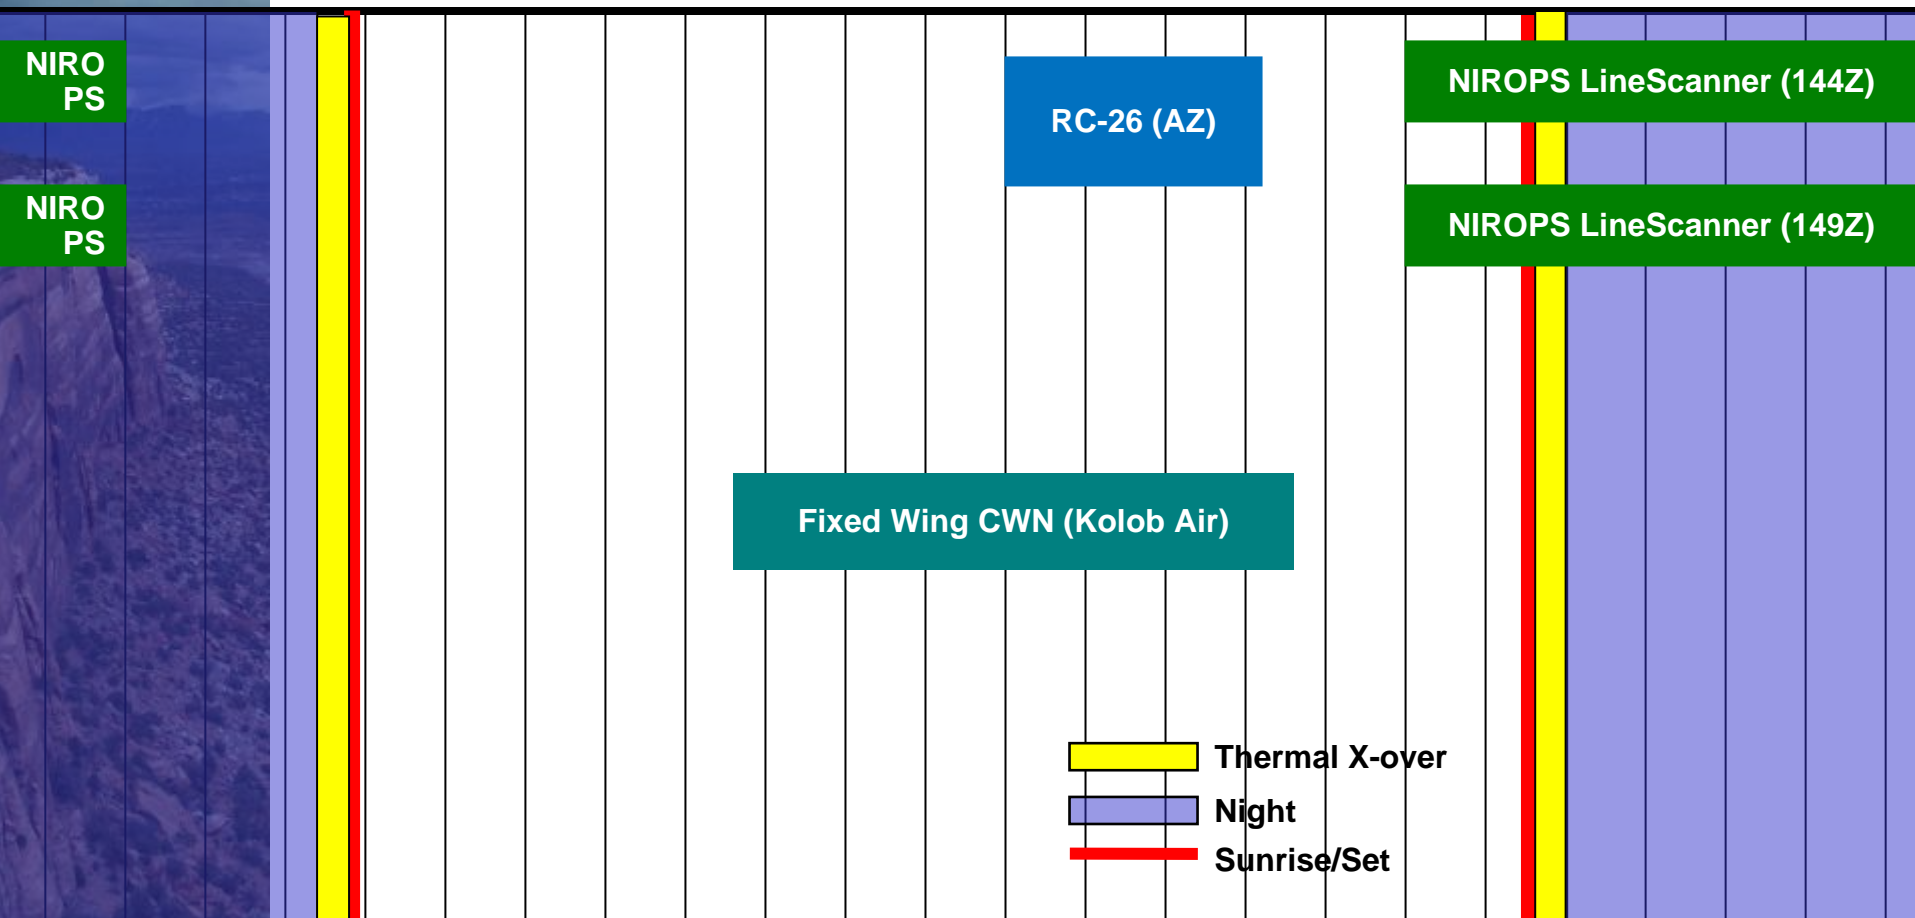 NIRO
PS
RC-26 (AZ)
NIROPS LineScanner (144Z)
NIRO
PS
NIROPS LineScanner (149Z)
Fixed Wing CWN (Kolob Air)
Thermal X-over
Night
Sunrise/Set